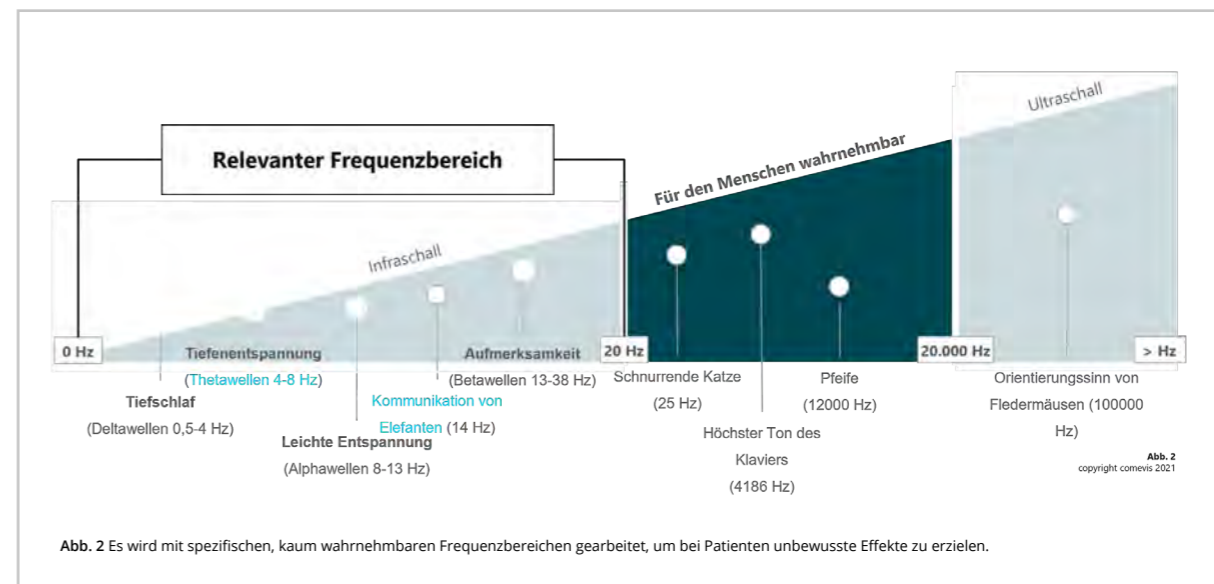 Ultraschall
Für den Menschen wahrnehmbar
Relevanter Frequenzbereich
Infraschall
0 Hz
Tiefenentspannung
(Thetawellen 4-8 Hz)
Aufmerksamkeit
(Betawellen 13-38 Hz)
20 Hz
20.000 Hz
> Hz
Tiefschlaf
(Deltawellen 0,5-4 Hz)
Kommunikation von
Elefanten (14 Hz)
Leichte Entspannung
(Alphawellen 8-13 Hz)
Schnurrende Katze
(25 Hz)
Höchster Ton des
Klaviers
(4186 Hz)
Pfeife
(12000 Hz)
Orientierungssinn von
Fledermäusen (100000
Hz)
Abb. 2
copyright comevis 2021
Abb. 2 Es wird mit spezifischen, kaum wahrnehmbaren Frequenzbereichen gearbeitet, um bei Patienten unbewusste Effekte zu erzielen.